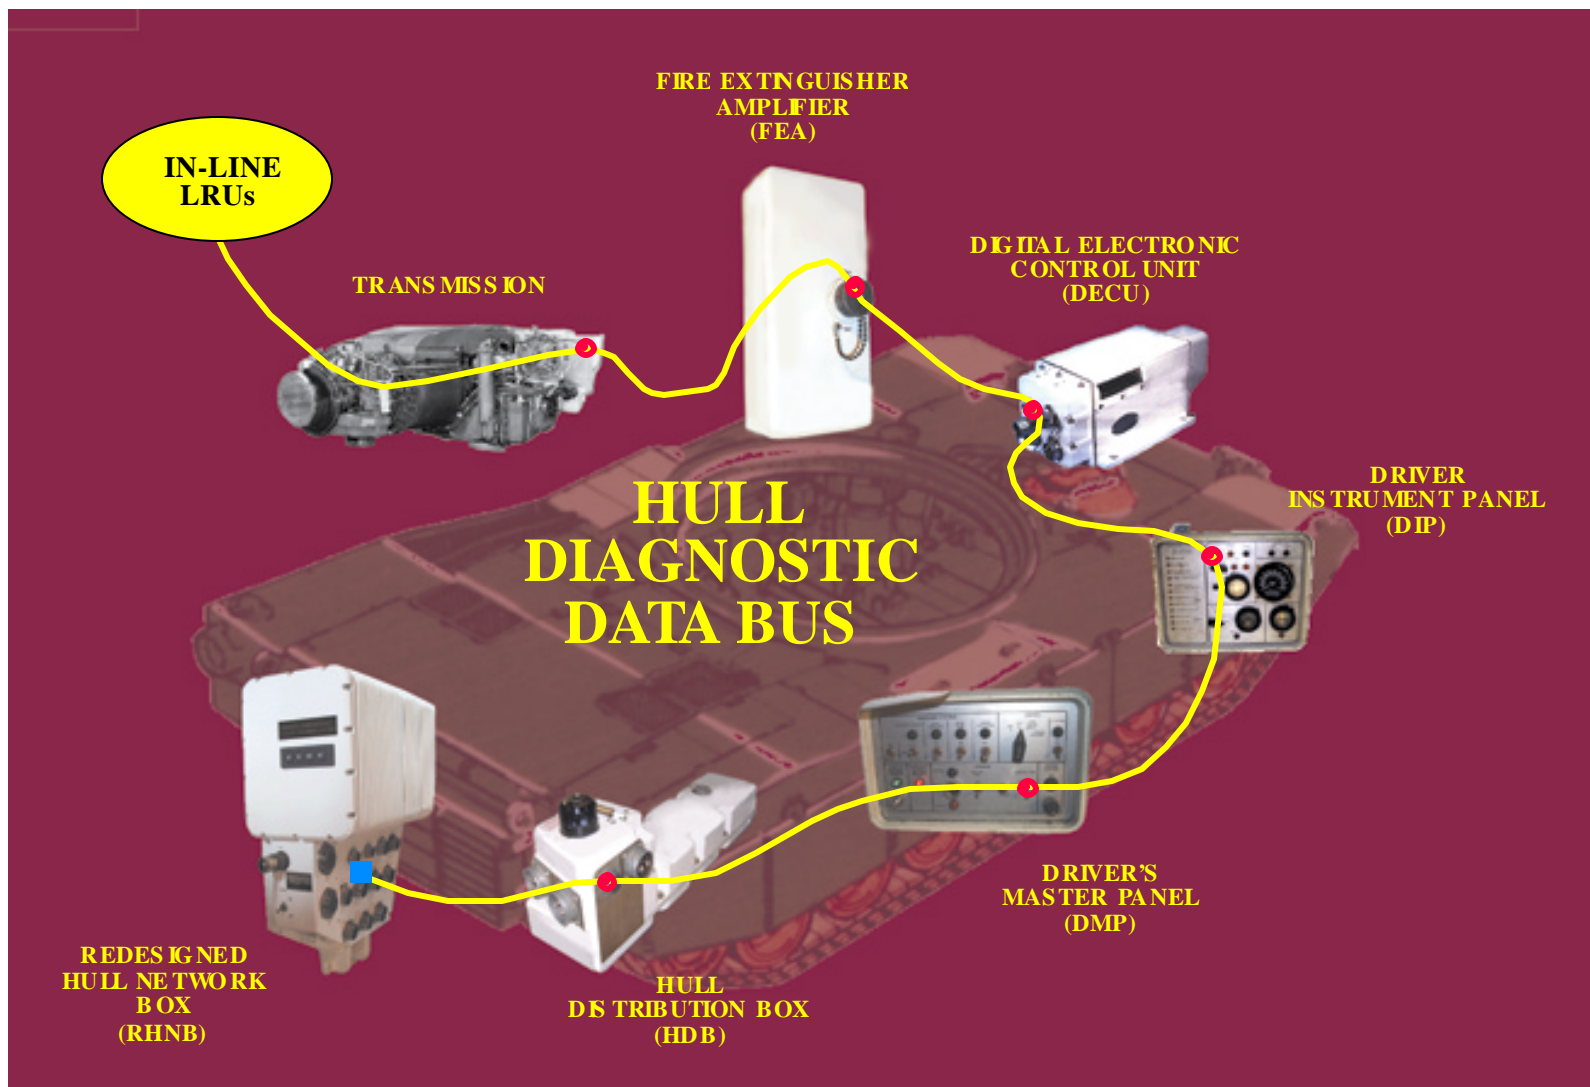 FIRE EXTINGUISHER
AMPLIFIER
(FEA)
IN-LINE
LRUs
TRANSMISSION
DIGITAL ELECTRONIC
CONTROL UNIT
(DECU)
DRIVER
INSTRUMENT PANEL
(DIP)
HULL
DIAGNOSTIC
DATA BUS
DRIVER’S
MASTER PANEL
(DMP)
HULL
DISTRIBUTION BOX
(HDB)
REDESIGNED
HULL NETWORK
BOX
(RHNB)